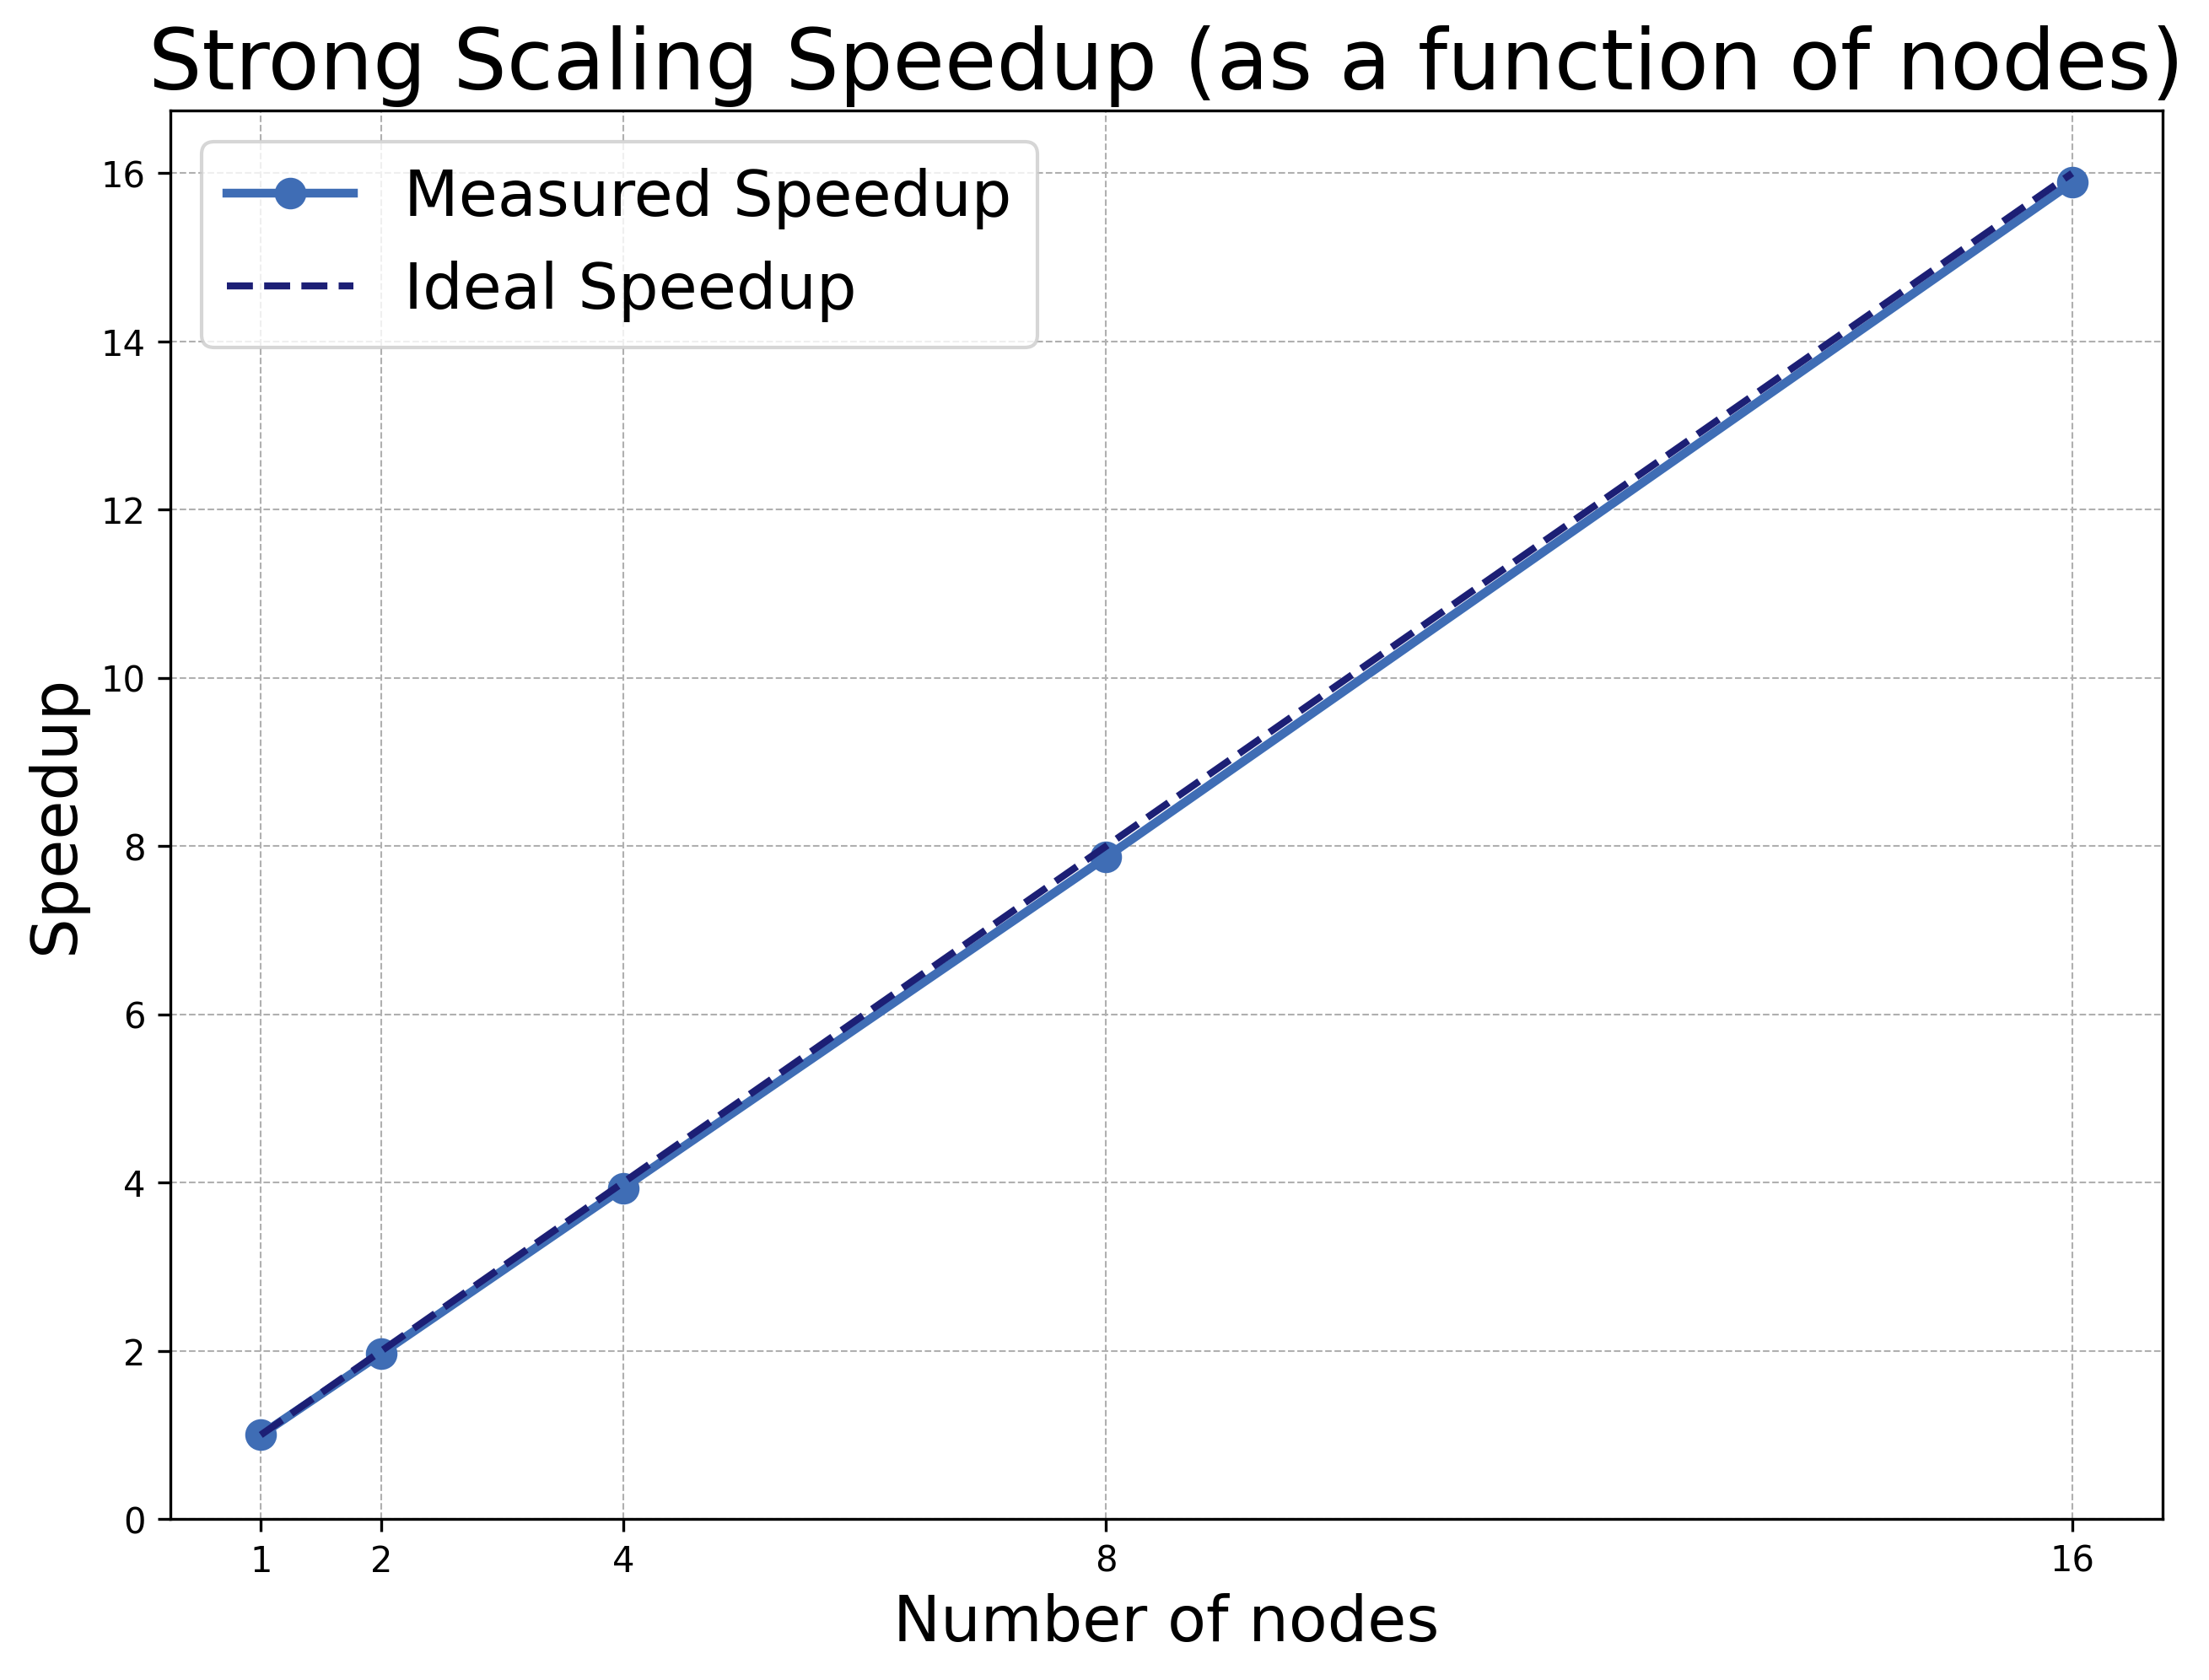 Strong Scaling Speedup (as a function of nodes)
Measured Speedup
Ideal Speedup
16
14
12
10
8
6
4
2
0
Speedup
1 2 4 8 16
Number of nodes